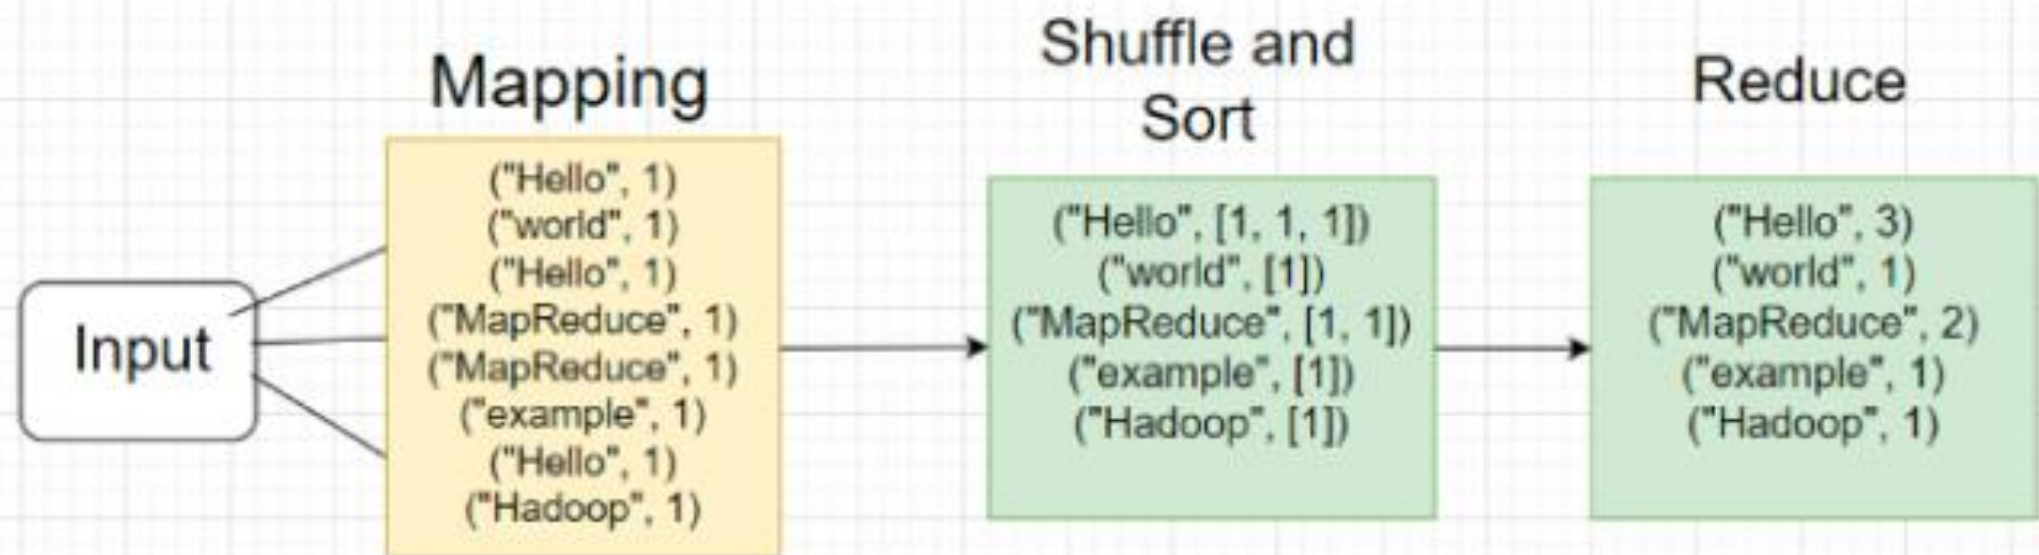 Input
Mapping
("Hello", 1)
("world", 1)
("Hello", 1)
("MapReduce", 1)
("MapReduce", 1)
("example", 1)
("Hello", 1)
("Hadoop", 1)
Shuffle and
Sort
("Hello", [1, 1, 1])
("world", [1])
("MapReduce", [1, 1])
("example", [1])
("Hadoop", [1])
Reduce
("Hello", 3)
("world", 1)
("MapReduce", 2)
("example", 1)
("Hadoop", 1)